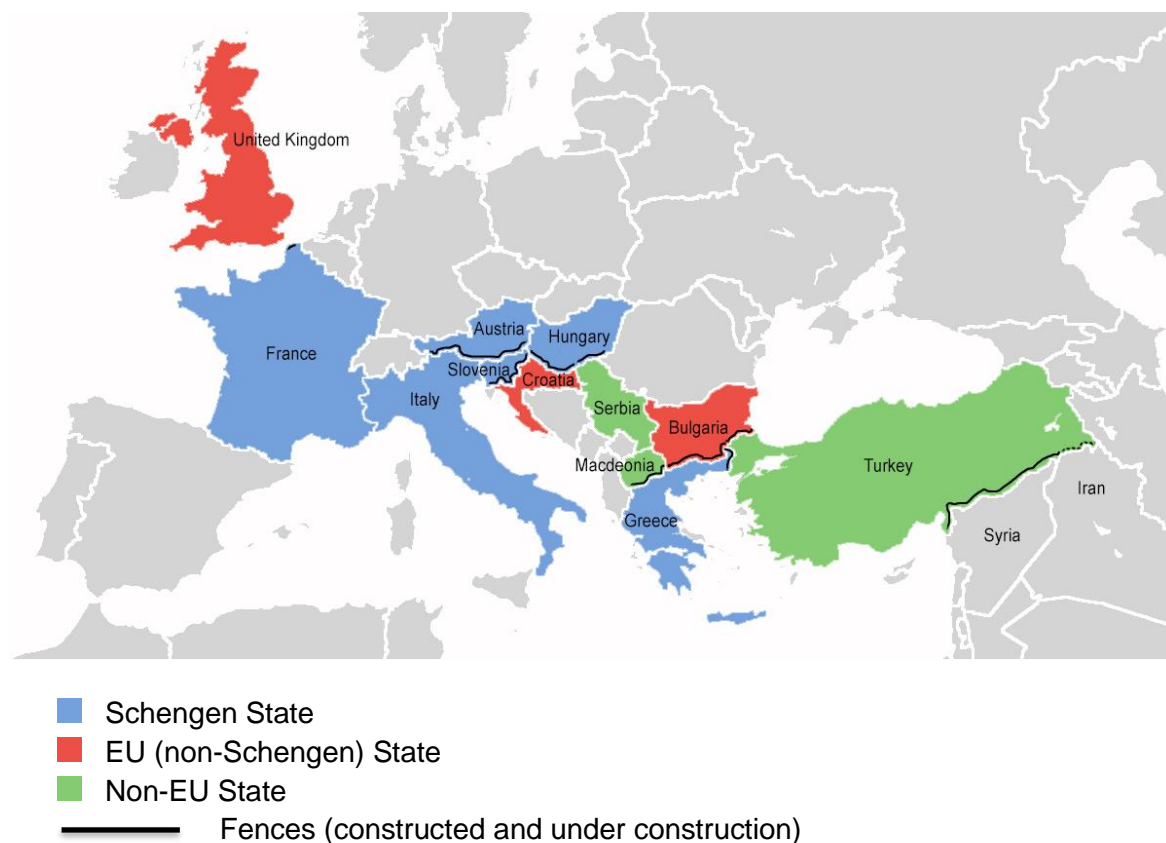 United Kingdom
France
Austria
Hungary
Slovenia
Croatia
Italy
Serbia
Bulgaria
Macdeonia
Greece
Turkey
Iran
Syria
Schengen State
EU (non-Schengen) State
Non-EU State
Fences (constructed and under construction)